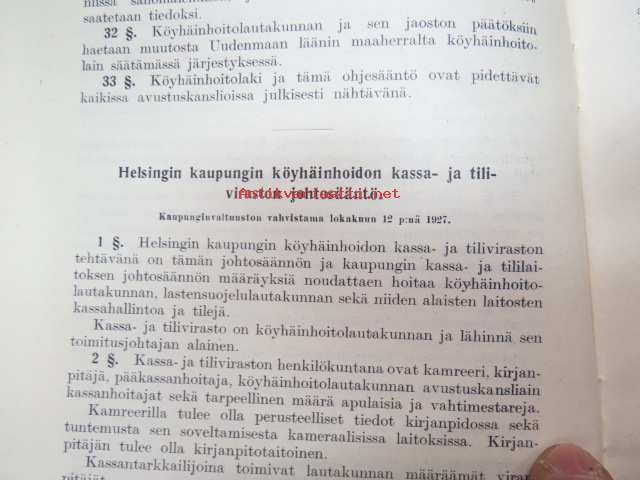 saatetaan tiedoksi.
32 §. Köyhäinhoitolautakunnan ja sen jaoston päätöksiin
haetaan muutosta Uudenmaan läänin maaherralta köyhäinhoito-
lain säätämässä järjestyksessä.
33 §. Köyhäinhoitolaki ja tämä ohjesääntö ovat pidettävät
kaikissa avustuskanslioissa julkisesti nähtävänä.
Helsingin kaupungin köyhäinhoidon kassa- ja tili-
viraston johtosääntö.
Kaupunginvaltuuston vahvistama lokakuun 12 p:nä 1927.
1 §. Helsingin kaupungin köyhäinhoidon kassa- ja tiliviraston
tehtävänä on tämän johtosäännön ja kaupungin kassa- ja tililai-
toksen johtosäännön määräyksiä noudattaen hoitaa köyhäinhoito-
lautakunnan, lastensuojelulautakunnan sekä niiden alaisten laitosten
kassahallintoa ja tilejä.
Kassa- ja tilivirasto on köyhäinhoitolautakunnan ja lähinnä sen
toimitusjohtajan alainen.
2 §. Kassa- ja tiliviraston henkilökuntana ovat kamreeri, kirjan-
pitäjä, pääkassanhoitaja, köyhäinhoitolautakunnan avustuskansliain
kassanhoitajat sekä tarpeellinen määrä apulaisia ja vahtimestareja.
Kamreerilla tulee olla perusteelliset tiedot kirjanpidossa sekä
tuntemusta sen soveltamisesta kameraalisissa laitoksissa. Kirjan-
pitäjän tulee olla kirjanpitotaitoinen.
Kassantarkkailijoina toimivat lautakunnan määräämät